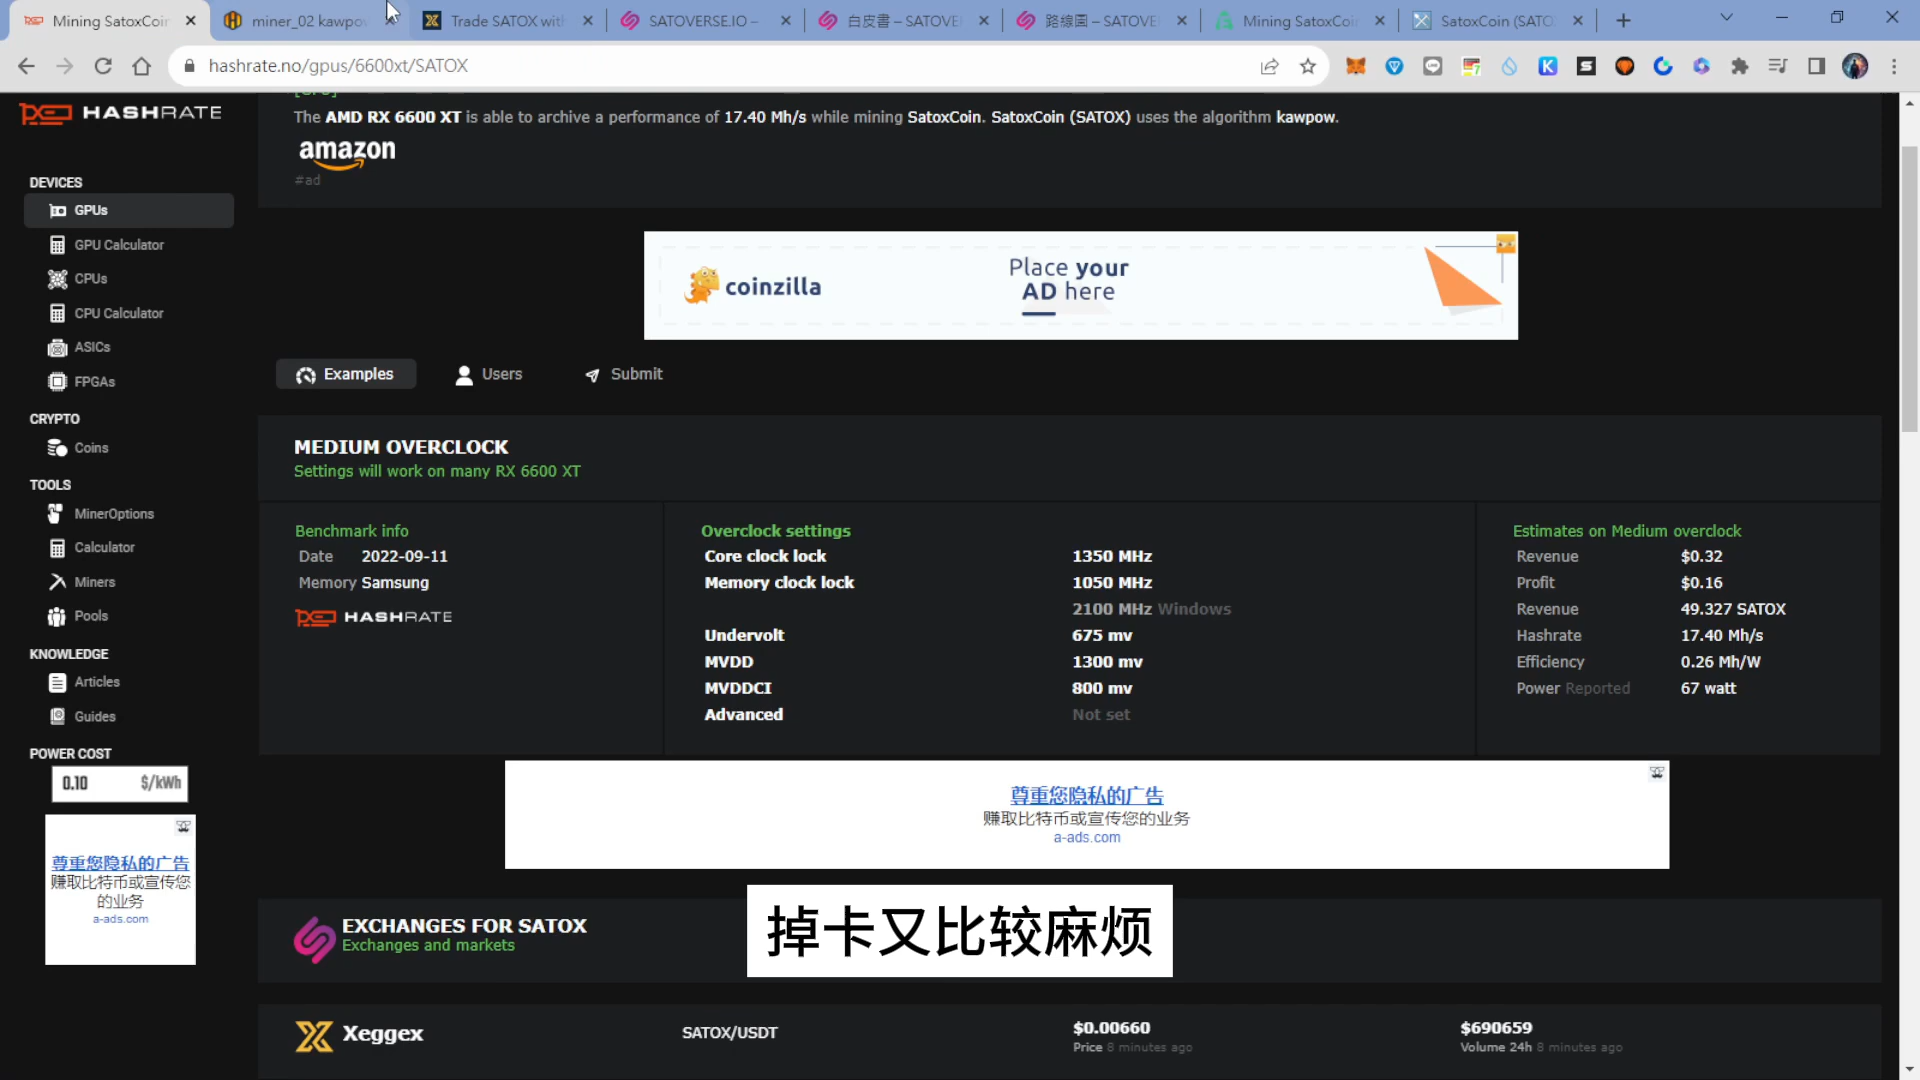 Mining SatoxCoin
miner_02 kawpow
Trade SATOX with
SATOVERSE.IO –
白皮書 – SATOVE
路線圖 – SATOVE
Mining SatoxCoin
SatoxCoin (SATO
hashrate.no/gpus/6600xt/SATOX
HASHRATE
The AMD RX 6600 XT is able to archive a performance of 17.40 Mh/s while mining SatoxCoin. SatoxCoin (SATOX) uses the algorithm kawpow.
amazon
#ad
DEVICES
GPUs
GPU Calculator
CPUs
CPU Calculator
ASICs
FPGAs
CRYPTO
Coins
TOOLS
MinerOptions
Calculator
Miners
Pools
KNOWLEDGE
Articles
Guides
POWER COST
0.10 $/kWh
尊重您隐私的广告
赚取比特币或宣传您
的业务
a-ads.com
coinzilla
Place your
AD here
Examples
Users
Submit
MEDIUM OVERCLOCK
Settings will work on many RX 6600 XT
Benchmark info
Date 2022-09-11
Memory Samsung
HASHRATE
Overclock settings
Core clock lock 1350 MHz
Memory clock lock 1050 MHz
2100 MHz Windows
Undervolt 675 mv
MVDD 1300 mv
MVDDCI 800 mv
Advanced Not set
Estimates on Medium overclock
Revenue $0.32
Profit $0.16
Revenue 49.327 SATOX
Hashrate 17.40 Mh/s
Efficiency 0.26 Mh/W
Power Reported 67 watt
尊重您隐私的广告
赚取比特币或宣传您的业务
a-ads.com
EXCHANGES FOR SATOX
Exchanges and markets
掉卡又比较麻烦
Xeggex
SATOX/USDT
$0.00660
Price 8 minutes ago
$690659
Volume 24h 8 minutes ago